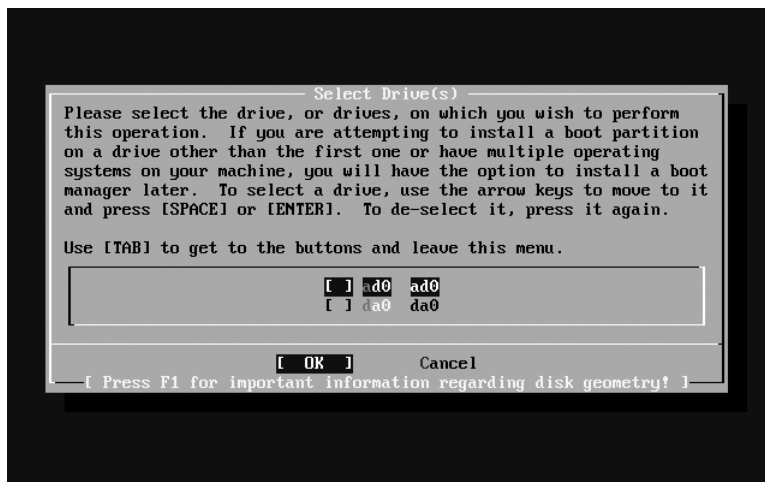 Select Drive(s)
Please select the drive, or drives, on which you wish to perform
this operation.  If you are attempting to install a boot partition
on a drive other than the first one or have multiple operating
systems on your machine, you will have the option to install a boot
manager later.  To select a drive, use the arrow keys to move to it
and press [SPACE] or [ENTER].  To de-select it, press it again.
Use [TAB] to get to the buttons and leave this menu.
[ ] ad0  ad0
[ ] da0  da0
[  OK  ]  Cancel
[ Press F1 for important information regarding disk geometry! ]